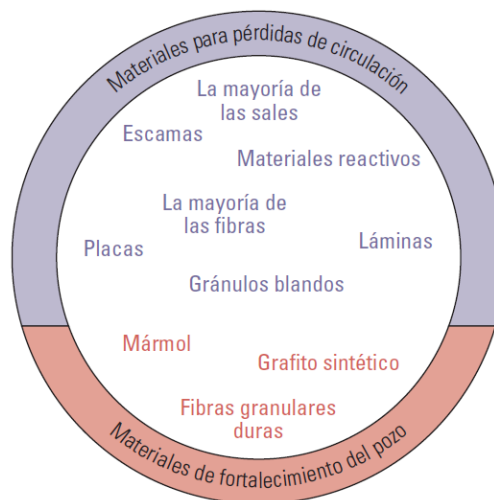 Materiales para pérdidas de circulación
La mayoría de
las sales
Escamas
Materiales reactivos
La mayoría de
las fibras
Placas
Láminas
Gránulos blandos
Mármol
Grafito sintético
Fibras granulares
duras
Materiales de fortalecimiento del pozo